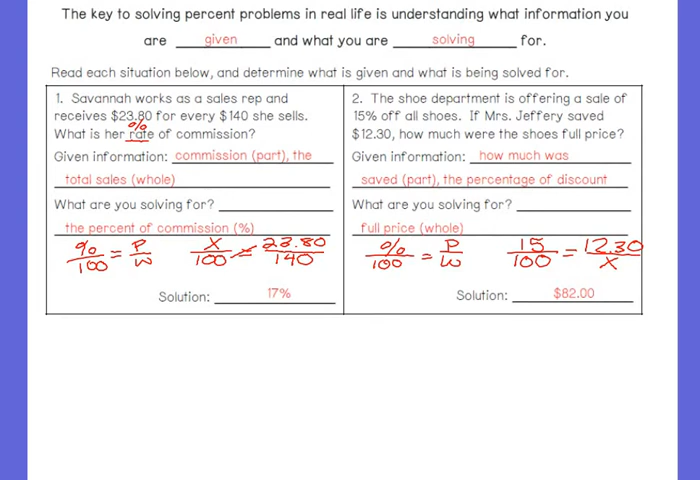 The key to solving percent problems in real life is understanding what information you
are given and what you are solving for.
Read each situation below, and determine what is given and what is being solved for.
1. Savannah works as a sales rep and
receives $23.80 for every $140 she sells.
%
What is her rate of commission?
Given information: commission (part), the
total sales (whole)
What are you solving for?
the percent of commission (%)
%/100 = P/W x/100 = 23.80/140
Solution: 17%
2. The shoe department is offering a sale of
15% off all shoes. If Mrs. Jeffery saved
$12.30, how much were the shoes full price?
Given information: how much was
saved (part), the percentage of discount
What are you solving for?
full price (whole)
%/100 = P/W 15/100 = 12.30/x
Solution: $82.00